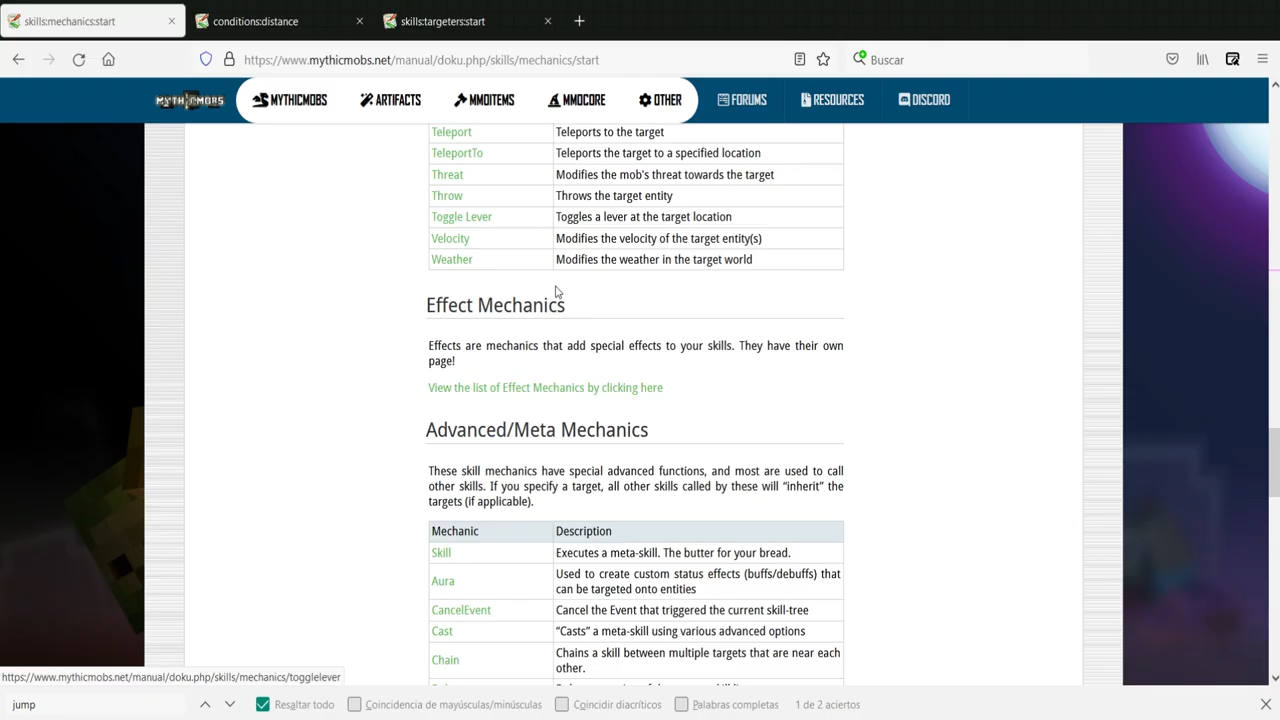 skills:mechanics:start
conditions:distance
skills:targeters:start
https://www.mythicmobs.net/manual/doku.php/skills/mechanics/start
Buscar
MYTHICMOBS
MYTHICMOBS
ARTIFACTS
MMOITEMS
MMOCORE
OTHER
FORUMS
RESOURCES
DISCORD
Teleport Teleports to the target
TeleportTo Teleports the target to a specified location
Threat Modifies the mob's threat towards the target
Throw Throws the target entity
Toggle Lever Toggles a lever at the target location
Velocity Modifies the velocity of the target entity(s)
Weather Modifies the weather in the target world
Effect Mechanics
Effects are mechanics that add special effects to your skills. They have their own
page!
View the list of Effect Mechanics by clicking here
Advanced/Meta Mechanics
These skill mechanics have special advanced functions, and most are used to call
other skills. If you specify a target, all other skills called by these will “inherit” the
targets (if applicable).
Mechanic Description
Skill Executes a meta-skill. The butter for your bread.
Aura Used to create custom status effects (buffs/debuffs) that
can be targeted onto entities
CancelEvent Cancel the Event that triggered the current skill-tree
Cast “Casts” a meta-skill using various advanced options
Chain Chains a skill between multiple targets that are near each
other.
https://www.mythicmobs.net/manual/doku.php/skills/mechanics/togglelever
jump
Resaltar todo
Coincidencia de mayúsculas/minúsculas
Coincidir diacríticos
Palabras completas
1 de 2 aciertos